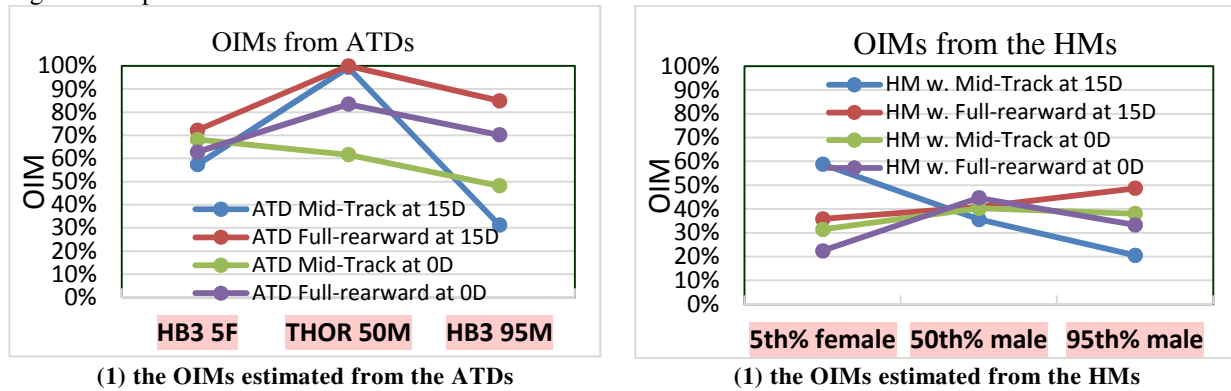 OIMs from ATDs
100%
90%
80%
70%
60%
50%
40%
30%
20%
10%
0%
OIM
ATD Mid-Track at 15D
ATD Full-rearward at 15D
ATD Mid-Track at 0D
ATD Full-rearward at 0D
HB3 5F THOR 50M HB3 95M
(1) the OIMs estimated from the ATDs
OIMs from the HMs
100%
90%
80%
70%
60%
50%
40%
30%
20%
10%
0%
OIM
HM w. Mid-Track at 15D
HM w. Full-rearward at 15D
HM w. Mid-Track at 0D
HM w. Full-rearward at 0D
5th% female 50th% male 95th% male
(1) the OIMs estimated from the HMs